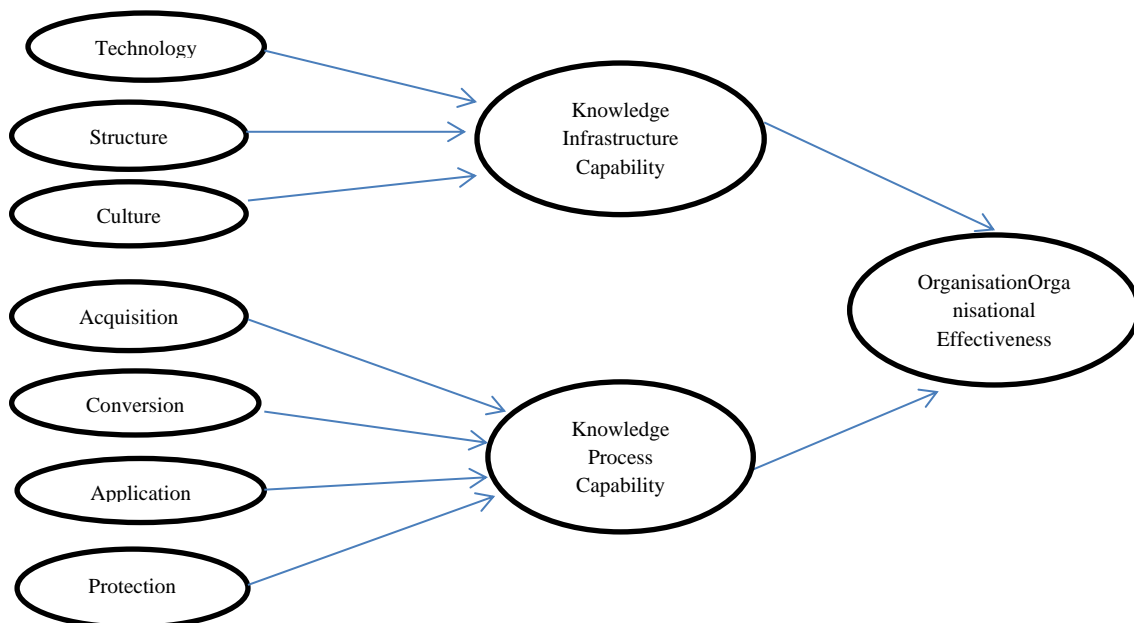 Technology
Structure
Culture
Knowledge
Infrastructure
Capability
Acquisition
Conversion
Application
Protection
Knowledge
Process
Capability
OrganisationOrga
nisational
Effectiveness